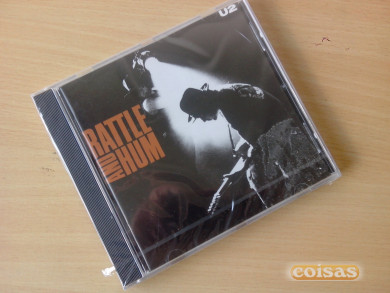 U2
RATTLE
AND
HUM
coisas